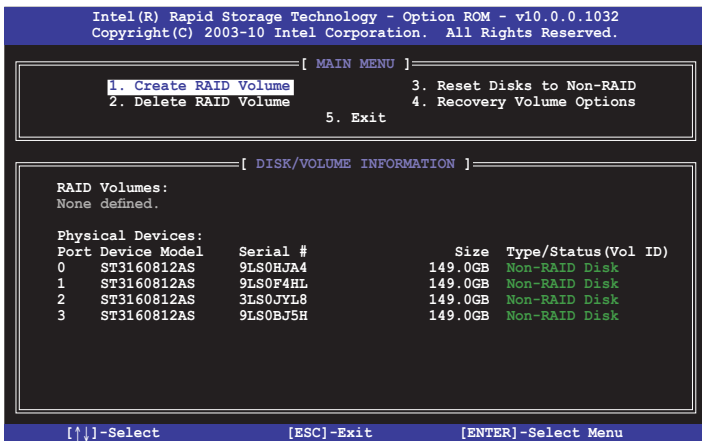 Intel(R) Rapid Storage Technology - Option ROM - v10.0.0.1032
Copyright(C) 2003-10 Intel Corporation.  All Rights Reserved.
[ MAIN MENU ]
1. Create RAID Volume 3. Reset Disks to Non-RAID
2. Delete RAID Volume 4. Recovery Volume Options
5. Exit
[ DISK/VOLUME INFORMATION ]
RAID Volumes:
None defined.
Physical Devices:
Port Device Model Serial # Size Type/Status(Vol ID)
0 ST3160812AS 9LS0HJA4 149.0GB Non-RAID Disk
1 ST3160812AS 9LS0F4HL 149.0GB Non-RAID Disk
2 ST3160812AS 3LS0JYL8 149.0GB Non-RAID Disk
3 ST3160812AS 9LS0BJ5H 149.0GB Non-RAID Disk
[↑↓]-Select [ESC]-Exit [ENTER]-Select Menu